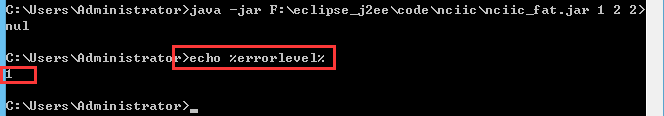 C:\Users\Administrator>java -jar F:\eclipse_j2ee\code\nciic\nciic_fat.jar 1 2 2>
nul
C:\Users\Administrator>echo %errorlevel%
1
C:\Users\Administrator>_